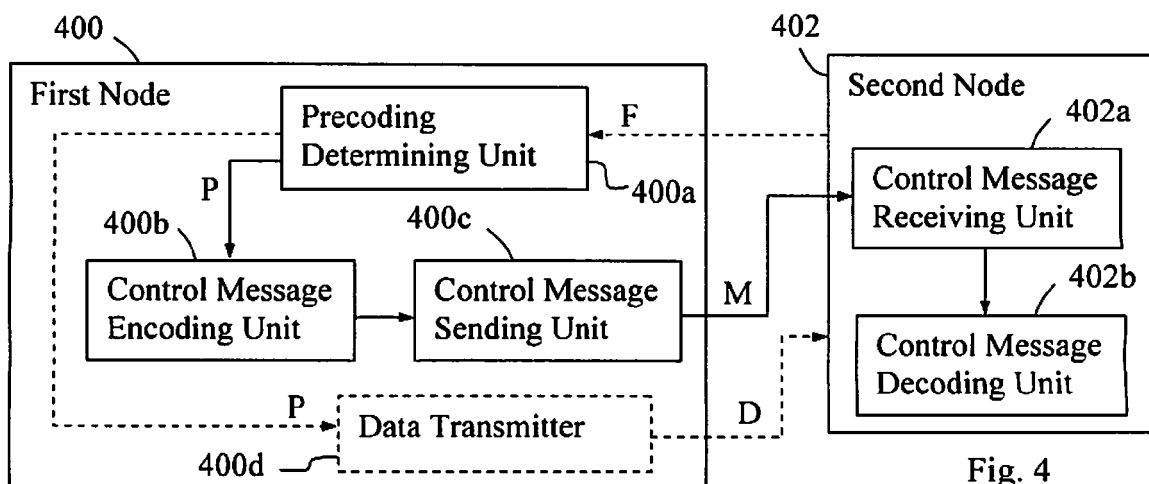 400
402
First Node
Precoding
Determining Unit
F
Second Node
402a
P
400a
Control Message
Receiving Unit
400b
400c
Control Message
Encoding Unit
Control Message
Sending Unit
M
402b
Control Message
Decoding Unit
P
Data Transmitter
D
400d
Fig. 4